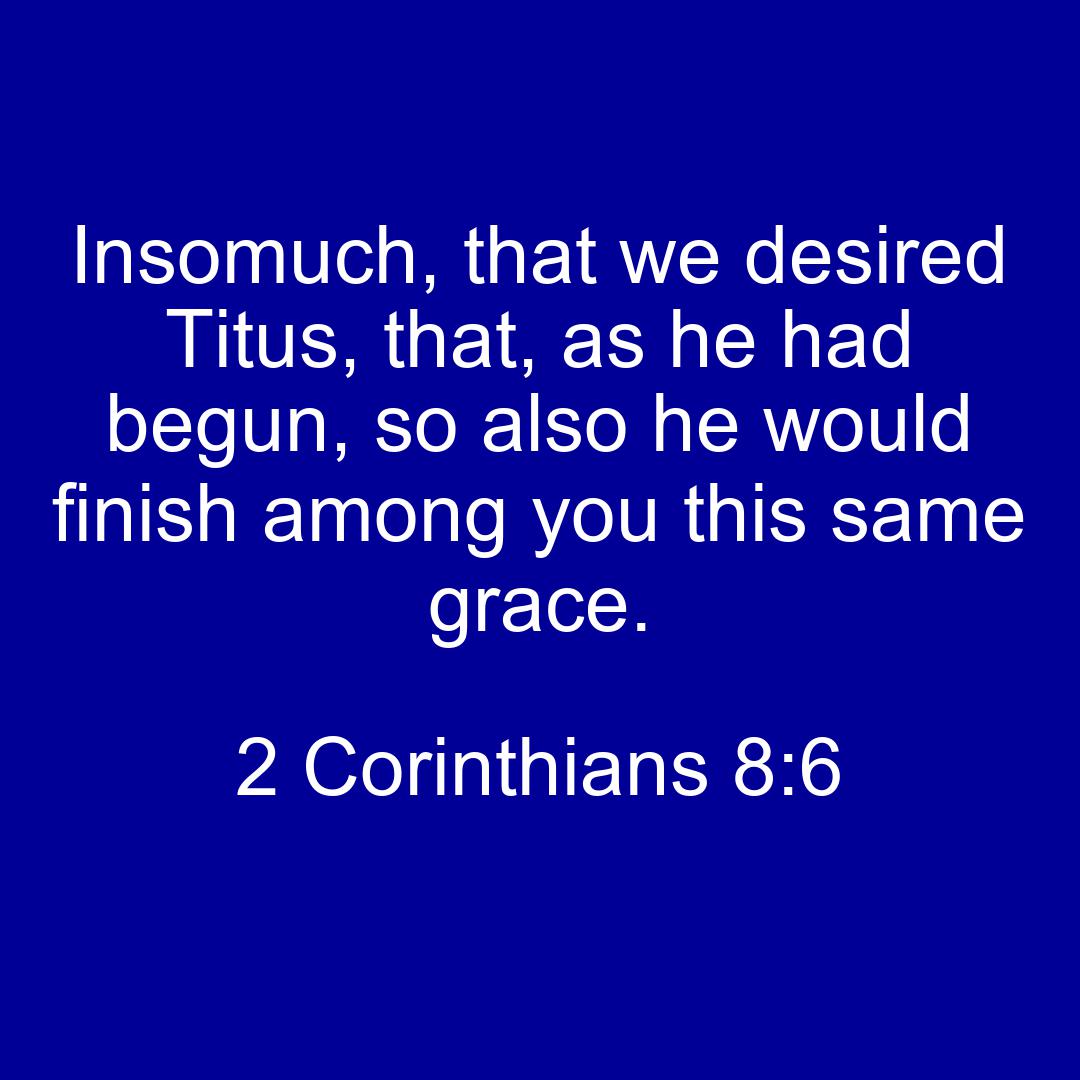 Insomuch, that we desired
Titus, that, as he had
begun, so also he would
finish among you this same
grace.
2 Corinthians 8:6